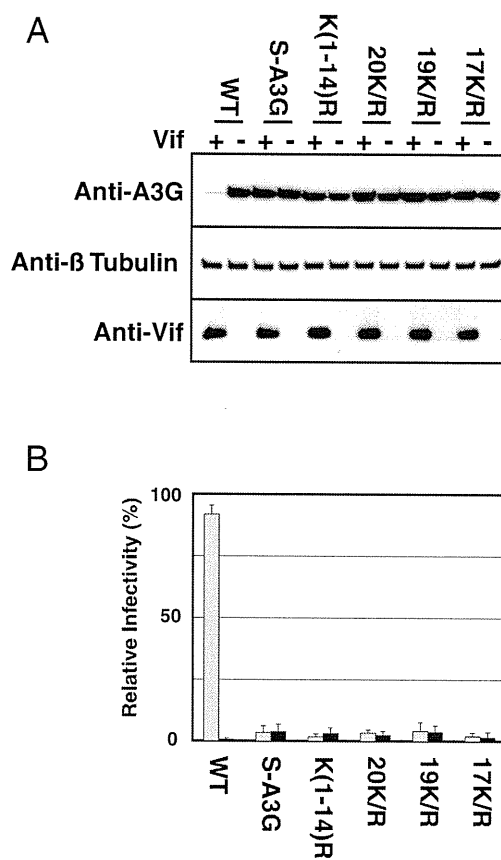 A
WT S-A3G K(1-14)R 20K/R 19K/R 17K/R
Vif + - + - + - + - + - + -
Anti-A3G
Anti-ß Tubulin
Anti-Vif
B
Relative Infectivity (%)
100
50
0
WT S-A3G K(1-14)R 20K/R 19K/R 17K/R